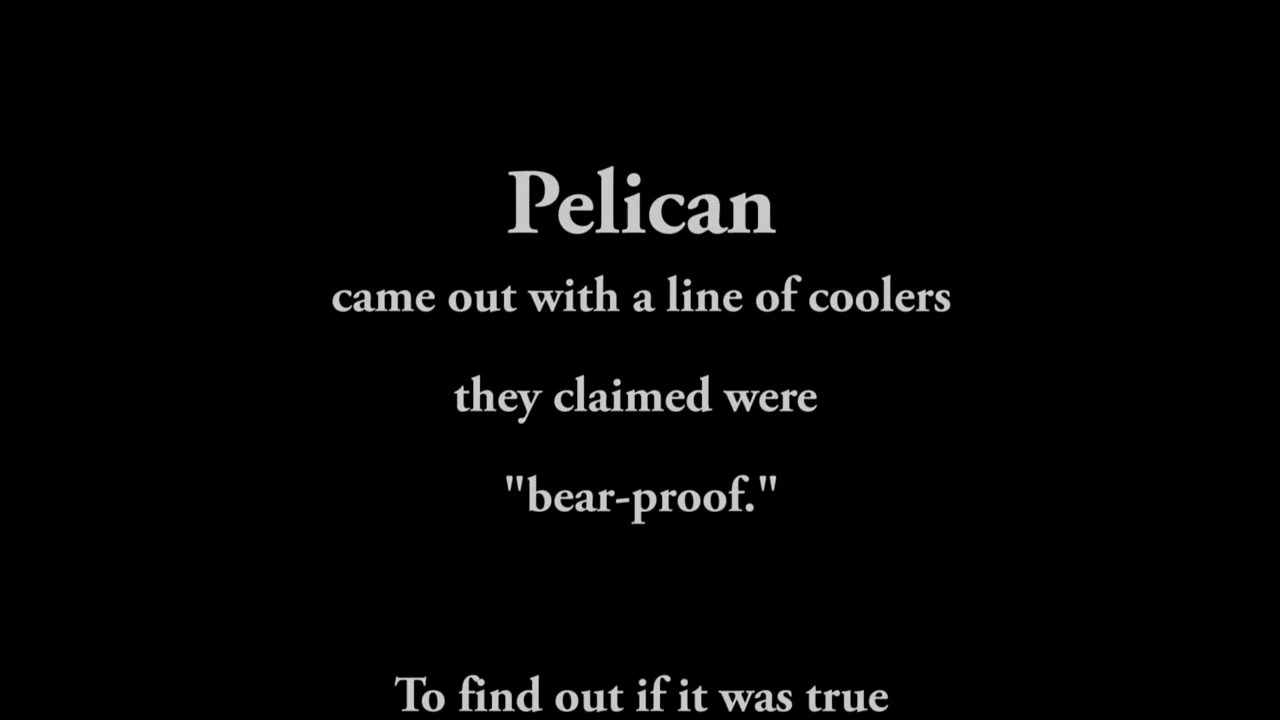 Pelican
came out with a line of coolers
they claimed were
"bear-proof."
To find out if it was true